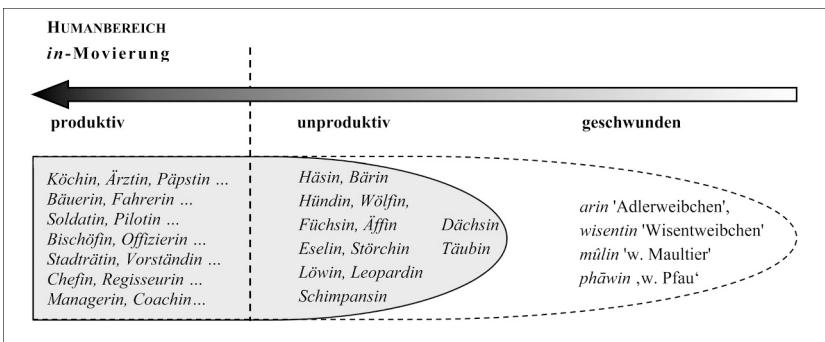 HUMANBEREICH
in-Movierung
produktiv unproduktiv geschwunden
Köchin, Ärztin, Päpstin ...
Bäuerin, Fahrerin ...
Soldatin, Pilotin ...
Bischöfin, Offizierin ...
Stadträtin, Vorständin ...
Chefin, Regisseurin ...
Managerin, Coachin ...
Häsin, Bärin
Hündin, Wölfin,
Füchsin, Äffin Dächsin
Eselin, Störchin Täubin
Löwin, Leopardin
Schimpansin
arin 'Adlerweibchen',
wisentin 'Wisentweibchen'
mûlin 'w. Maultier'
phāwin ‚w. Pfau‘